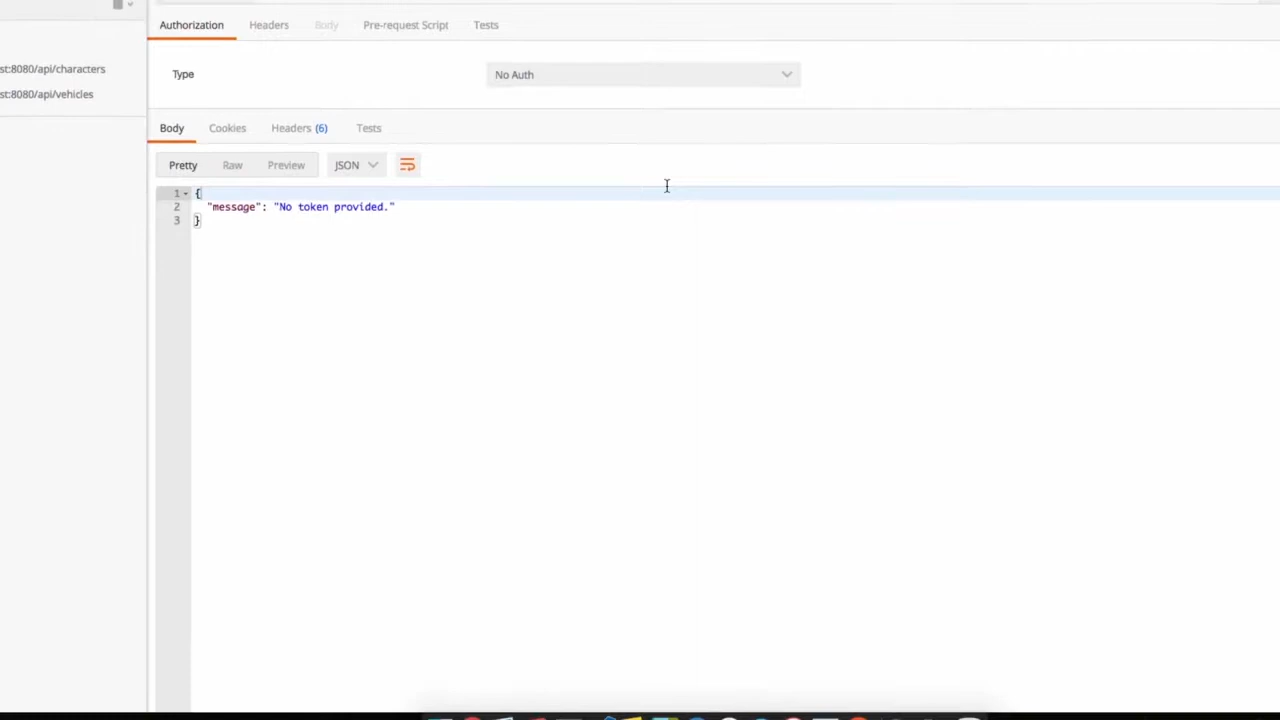 Authorization Headers Body Pre-request Script Tests
st:8080/api/characters
Type No Auth
st:8080/api/vehicles
Body Cookies Headers (6) Tests
Pretty Raw Preview JSON
1 {
2 "message": "No token provided."
3 }